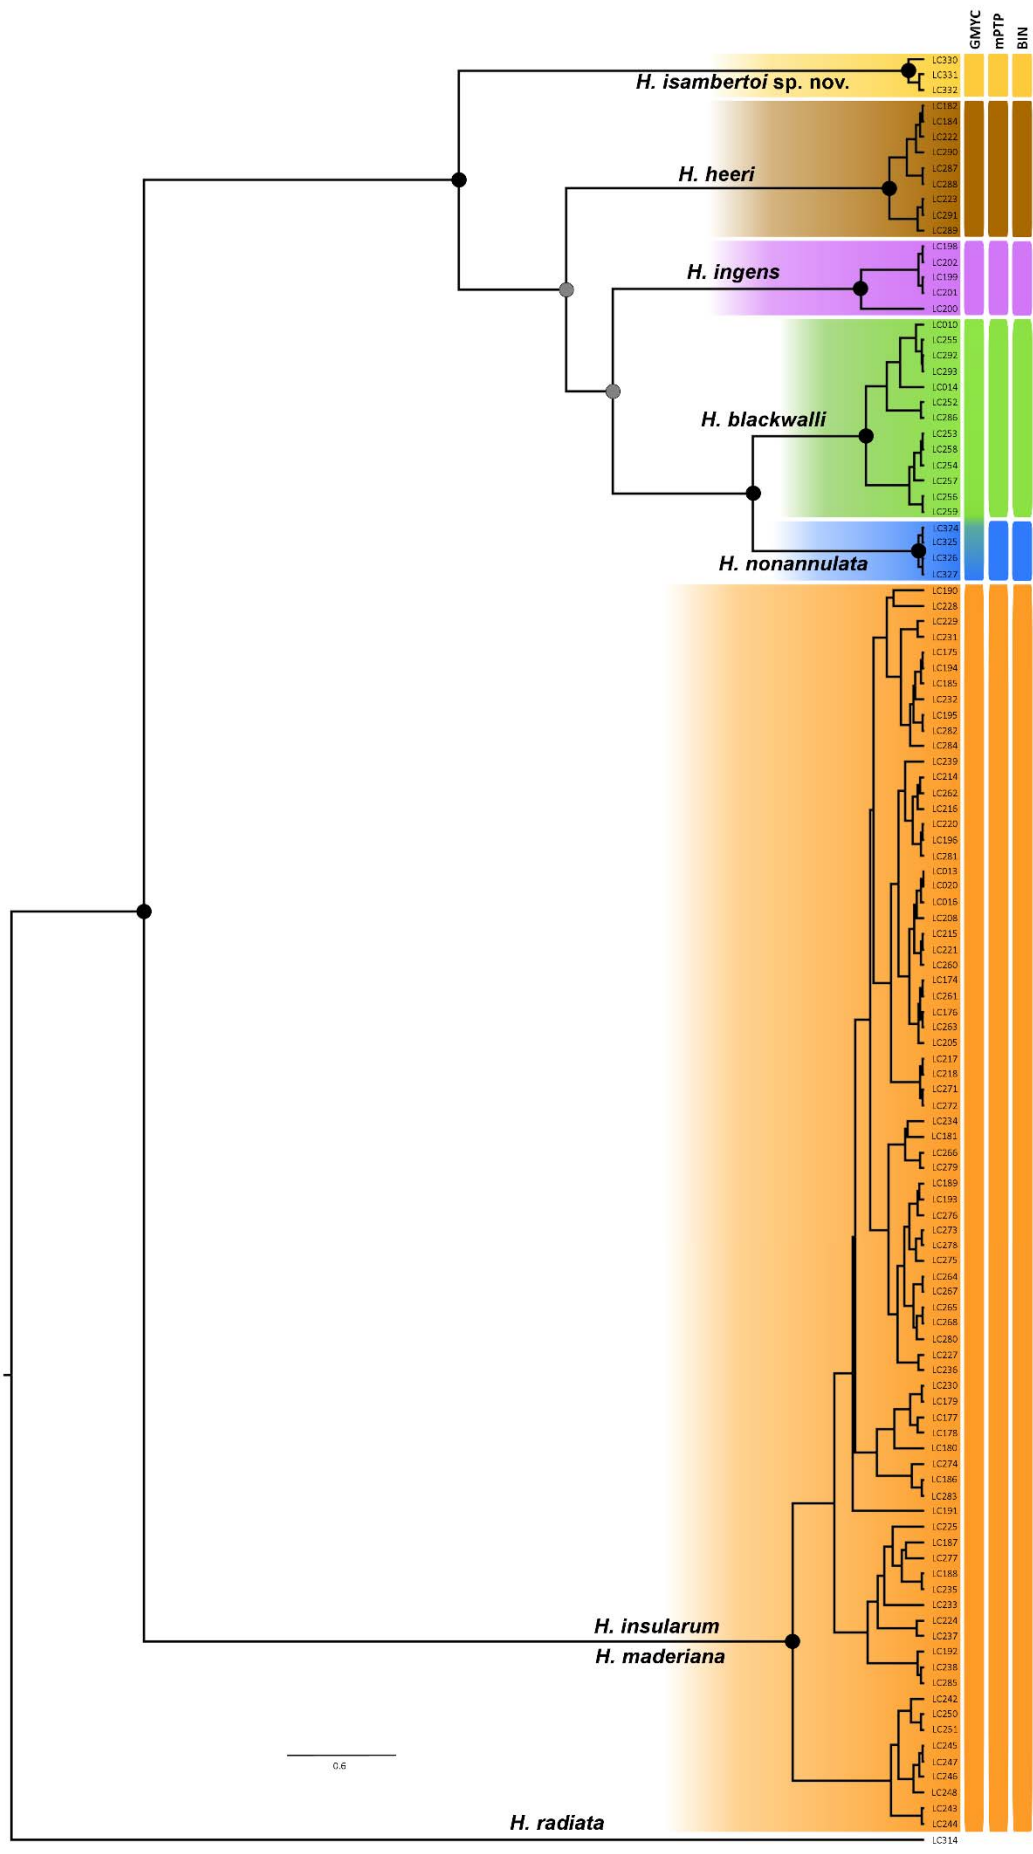 GMYC mPTP BIN
LC330
LC331
H. isambertoi sp. nov.
LC332
LC182
LC184
LC222
LC290
H. heeri
LC287
LC288
LC223
LC291
LC289
LC198
LC202
H. ingens
LC199
LC201
LC200
LC010
LC255
LC292
LC293
LC014
LC252
LC286
H. blackwalli
LC253
LC258
LC254
LC257
LC256
LC259
LC324
LC325
LC326
H. nonannulata
LC327
LC190
LC228
LC229
LC231
LC175
LC194
LC185
LC232
LC195
LC282
LC284
LC239
LC214
LC262
LC216
LC220
LC196
LC281
LC013
LC020
LC016
LC208
LC215
LC221
LC260
LC174
LC261
LC176
LC263
LC205
LC217
LC218
LC271
LC272
LC234
LC181
LC266
LC279
LC189
LC193
LC276
LC273
LC278
LC275
LC264
LC267
LC265
LC268
LC280
LC227
LC236
LC230
LC179
LC177
LC178
LC180
LC274
LC186
LC283
LC191
LC225
LC187
LC277
LC188
LC235
LC233
LC224
H. insularum
LC237
LC192
H. maderiana
LC238
LC285
LC242
LC250
LC251
LC245
LC247
0.6
LC246
LC248
LC243
H. radiata
LC244
LC314